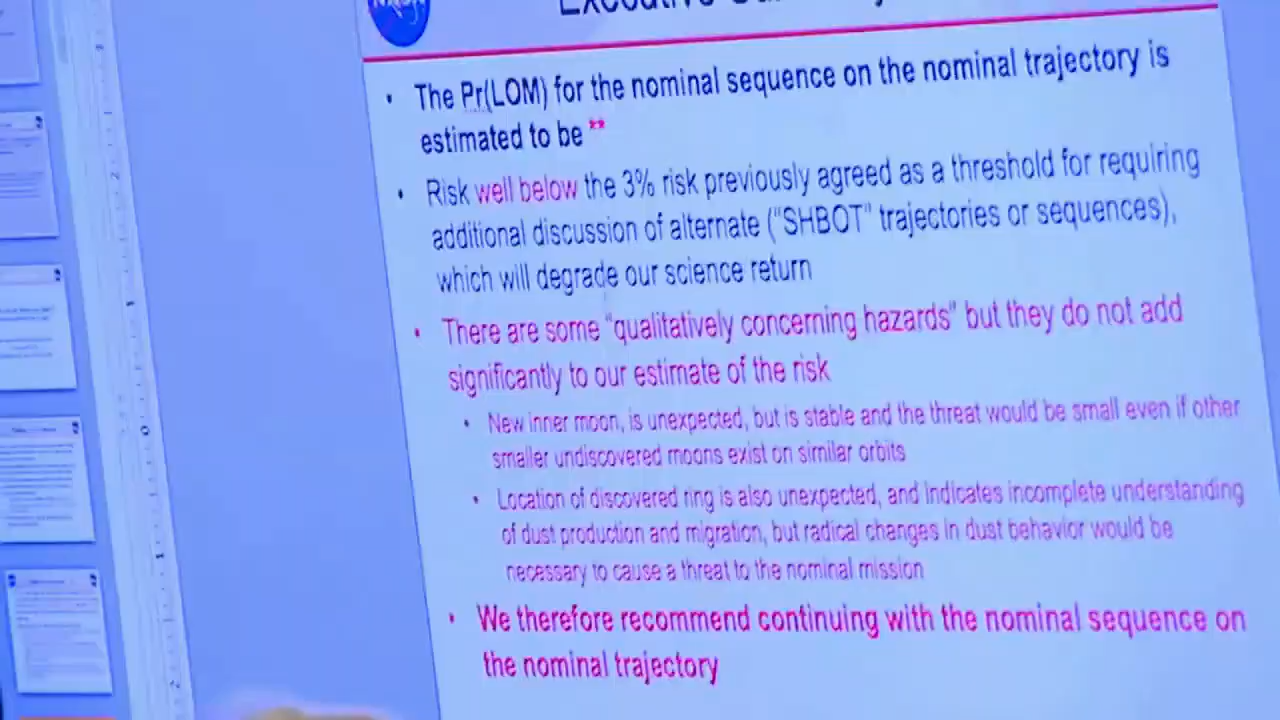 NASA
The Pr(LOM) for the nominal sequence on the nominal trajectory is
estimated to be **
Risk well below the 3% risk previously agreed as a threshold for requiring
additional discussion of alternate ("SHBOT" trajectories or sequences),
which will degrade our science return
There are some "qualitatively concerning hazards" but they do not add
significantly to our estimate of the risk
New inner moon, is unexpected, but is stable and the threat would be small even if other
smaller undiscovered moons exist on similar orbits
Location of discovered ring is also unexpected, and indicates incomplete understanding
of dust production and migration, but radical changes in dust behavior would be
necessary to cause a threat to the nominal mission
We therefore recommend continuing with the nominal sequence on
the nominal trajectory